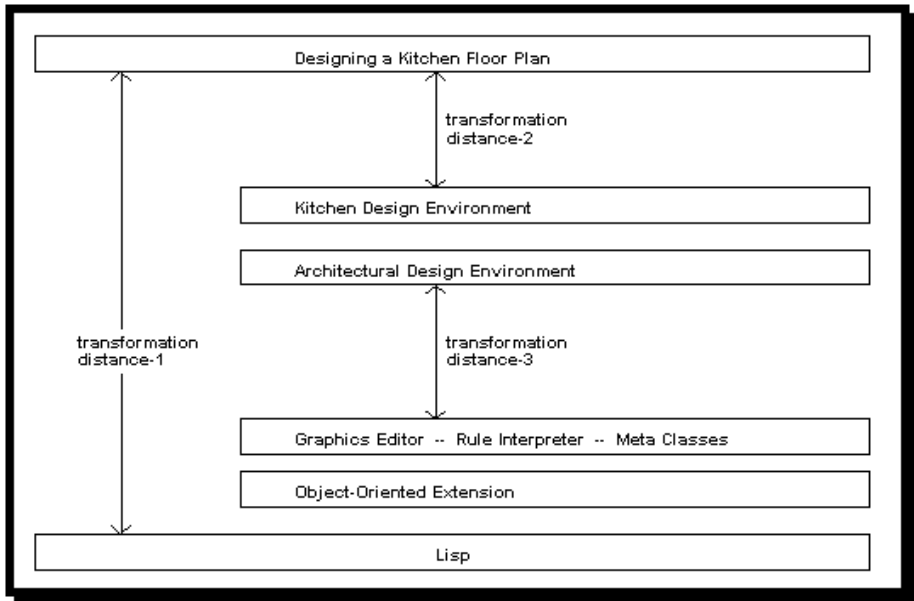 Designing a Kitchen Floor Plan
transformation
distance-2
Kitchen Design Environment
Architectural Design Environment
transformation
distance-1
transformation
distance-3
Graphics Editor -- Rule Interpreter -- Meta Classes
Object-Oriented Extension
Lisp